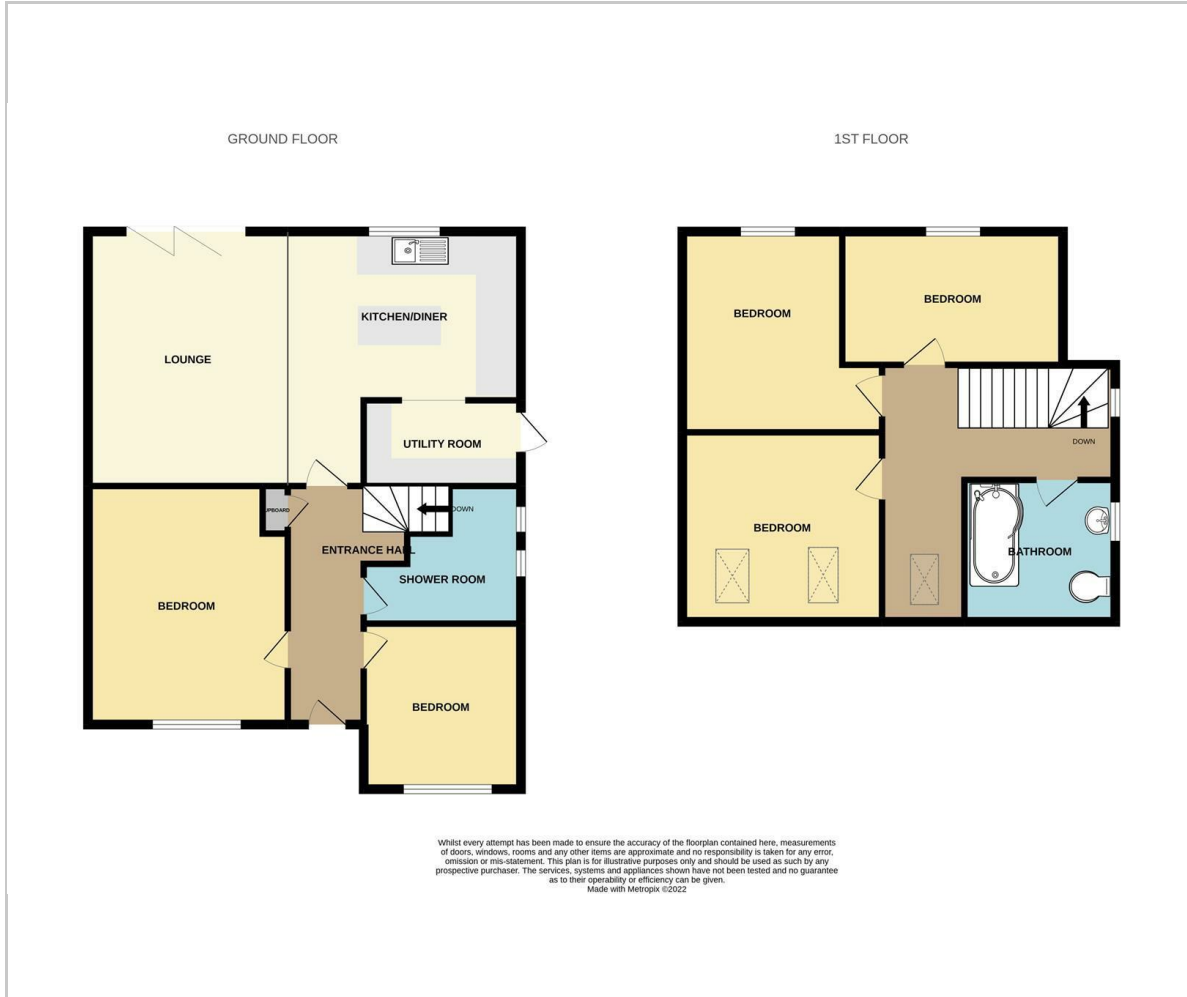 GROUND FLOOR
1ST FLOOR
KITCHEN/DINER
LOUNGE
UTILITY ROOM
UPBOARD
DOWN
ENTRANCE HALL
SHOWER ROOM
BEDROOM
BEDROOM
BEDROOM
BEDROOM
DOWN
BEDROOM
BATHROOM
Whilst every attempt has been made to ensure the accuracy of the floorplan contained here, measurements
of doors, windows, rooms and any other items are approximate and no responsibility is taken for any error,
omission or mis-statement. This plan is for illustrative purposes only and should be used as such by any
prospective purchaser. The services, systems and appliances shown have not been tested and no guarantee
as to their operability or efficiency can be given.
Made with Metropix ©2022